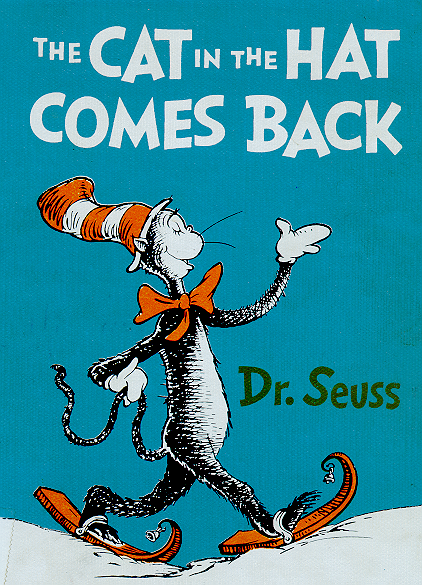 THE CAT IN THE HAT
COMES BACK
Dr. Seuss